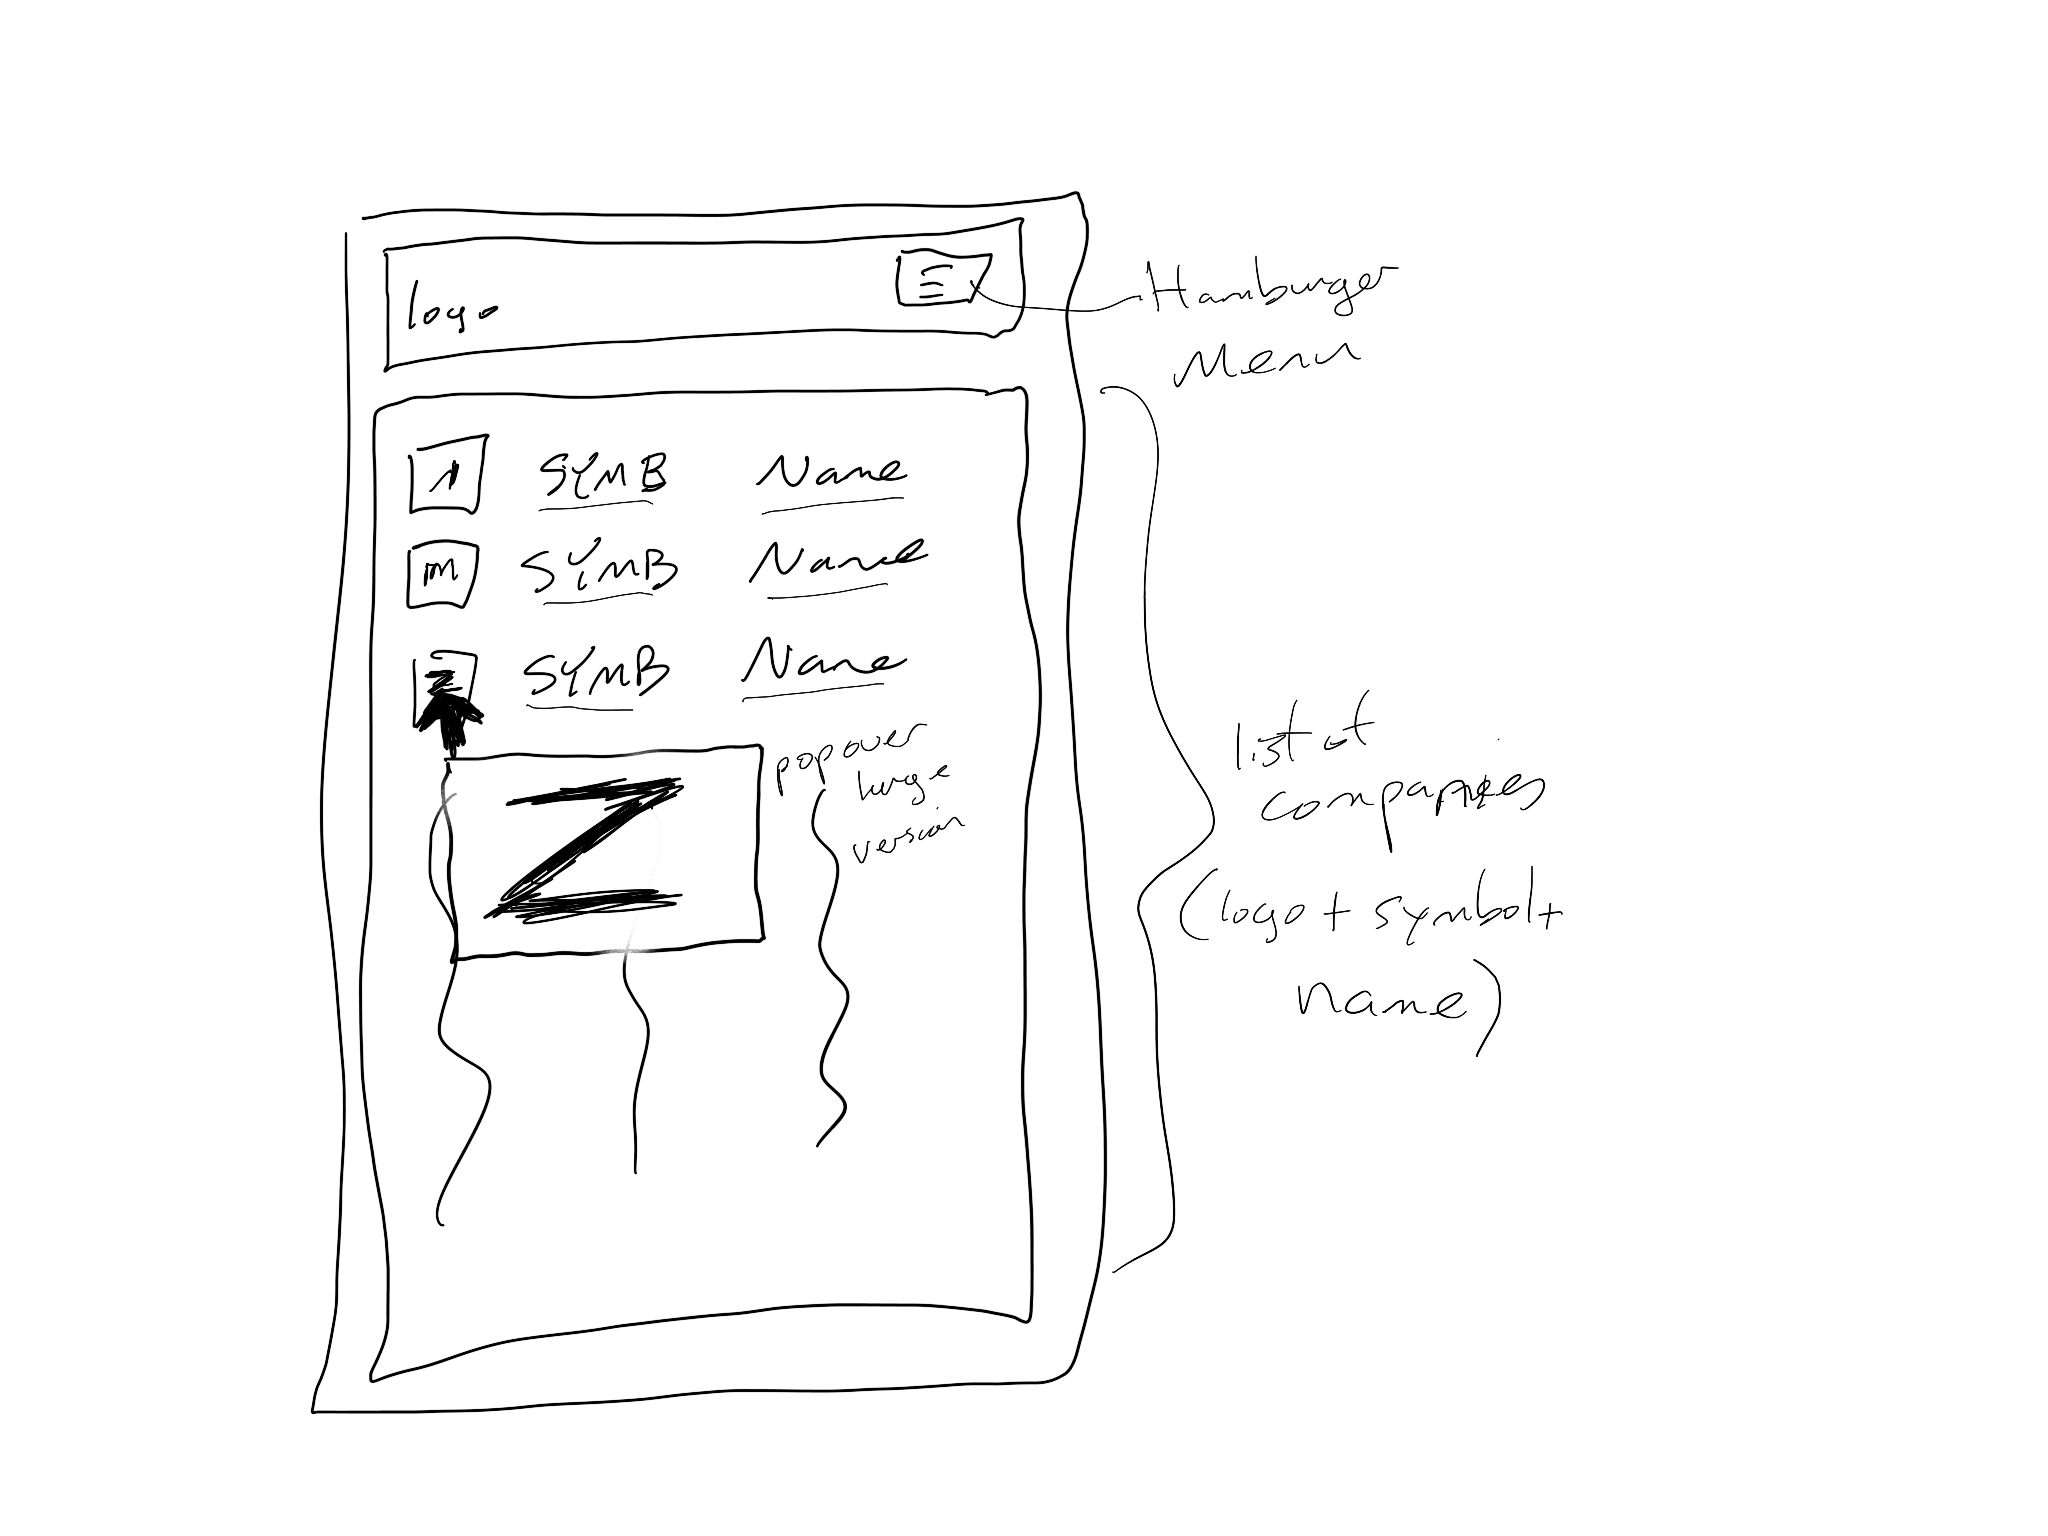 logo
Hamburger
Menu
SYMB Name
m SYMB Name
SYMB Name
popover
large
version
Z
list of
companies
(logo + symbol +
name)